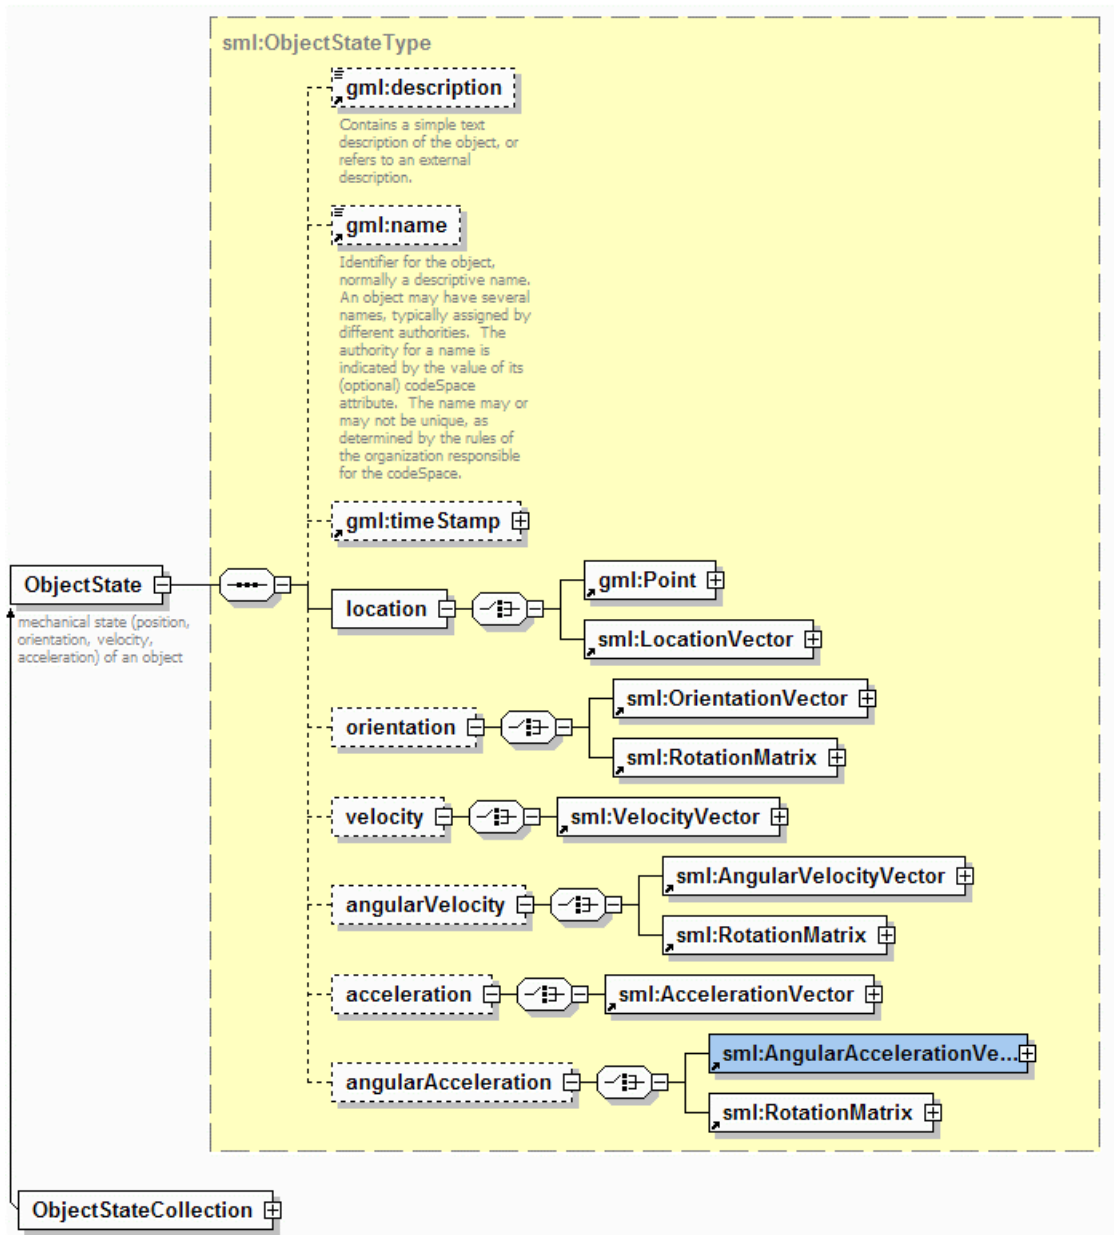 sml:ObjectStateType
gml:description
Contains a simple text
description of the object, or
refers to an external
description.
gml:name
Identifier for the object,
normally a descriptive name.
An object may have several
names, typically assigned by
different authorities.  The
authority for a name is
indicated by the value of its
(optional) codeSpace
attribute.  The name may or
may not be unique, as
determined by the rules of
the organization responsible
for the codeSpace.
gml:timeStamp
ObjectState
mechanical state (position,
orientation, velocity,
acceleration) of an object
location
gml:Point
sml:LocationVector
orientation
sml:OrientationVector
sml:RotationMatrix
velocity
sml:VelocityVector
angularVelocity
sml:AngularVelocityVector
sml:RotationMatrix
acceleration
sml:AccelerationVector
angularAcceleration
sml:AngularAccelerationVe...
sml:RotationMatrix
ObjectStateCollection